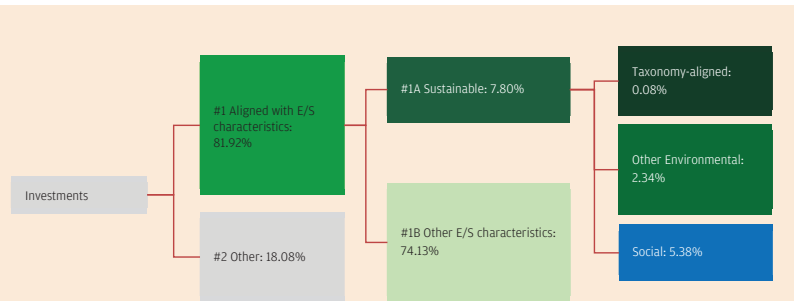 Investments
#1 Aligned with E/S
characteristics:
81.92%
#2 Other: 18.08%
#1A Sustainable: 7.80%
#1B Other E/S characteristics:
74.13%
Taxonomy-aligned:
0.08%
Other Environmental:
2.34%
Social: 5.38%